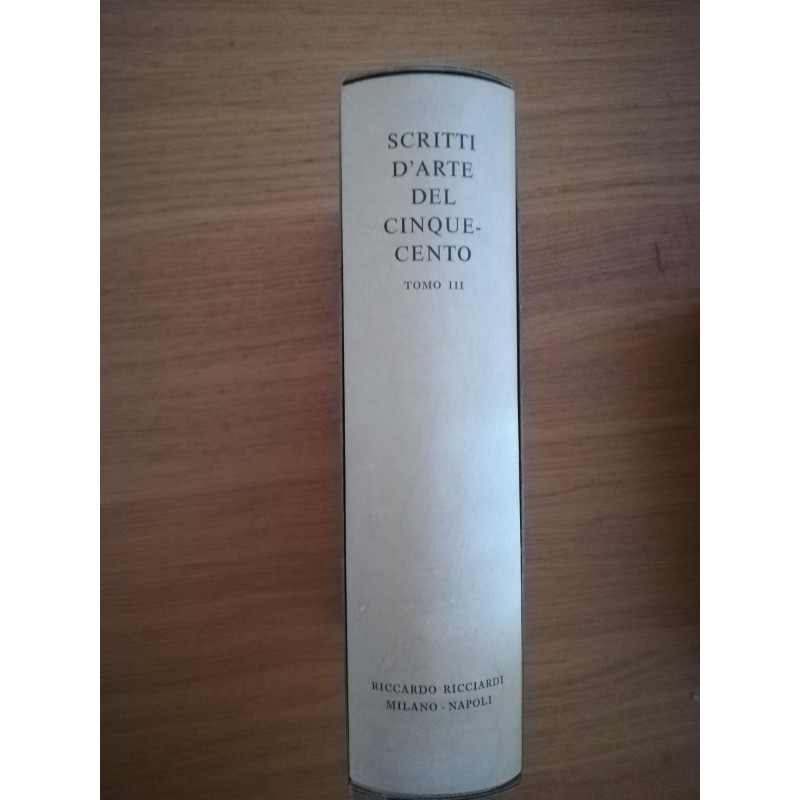 SCRITTI
D'ARTE
DEL
CINQUE-
CENTO
TOMO III
RICCARDO RICCIARDI
MILANO · NAPOLI